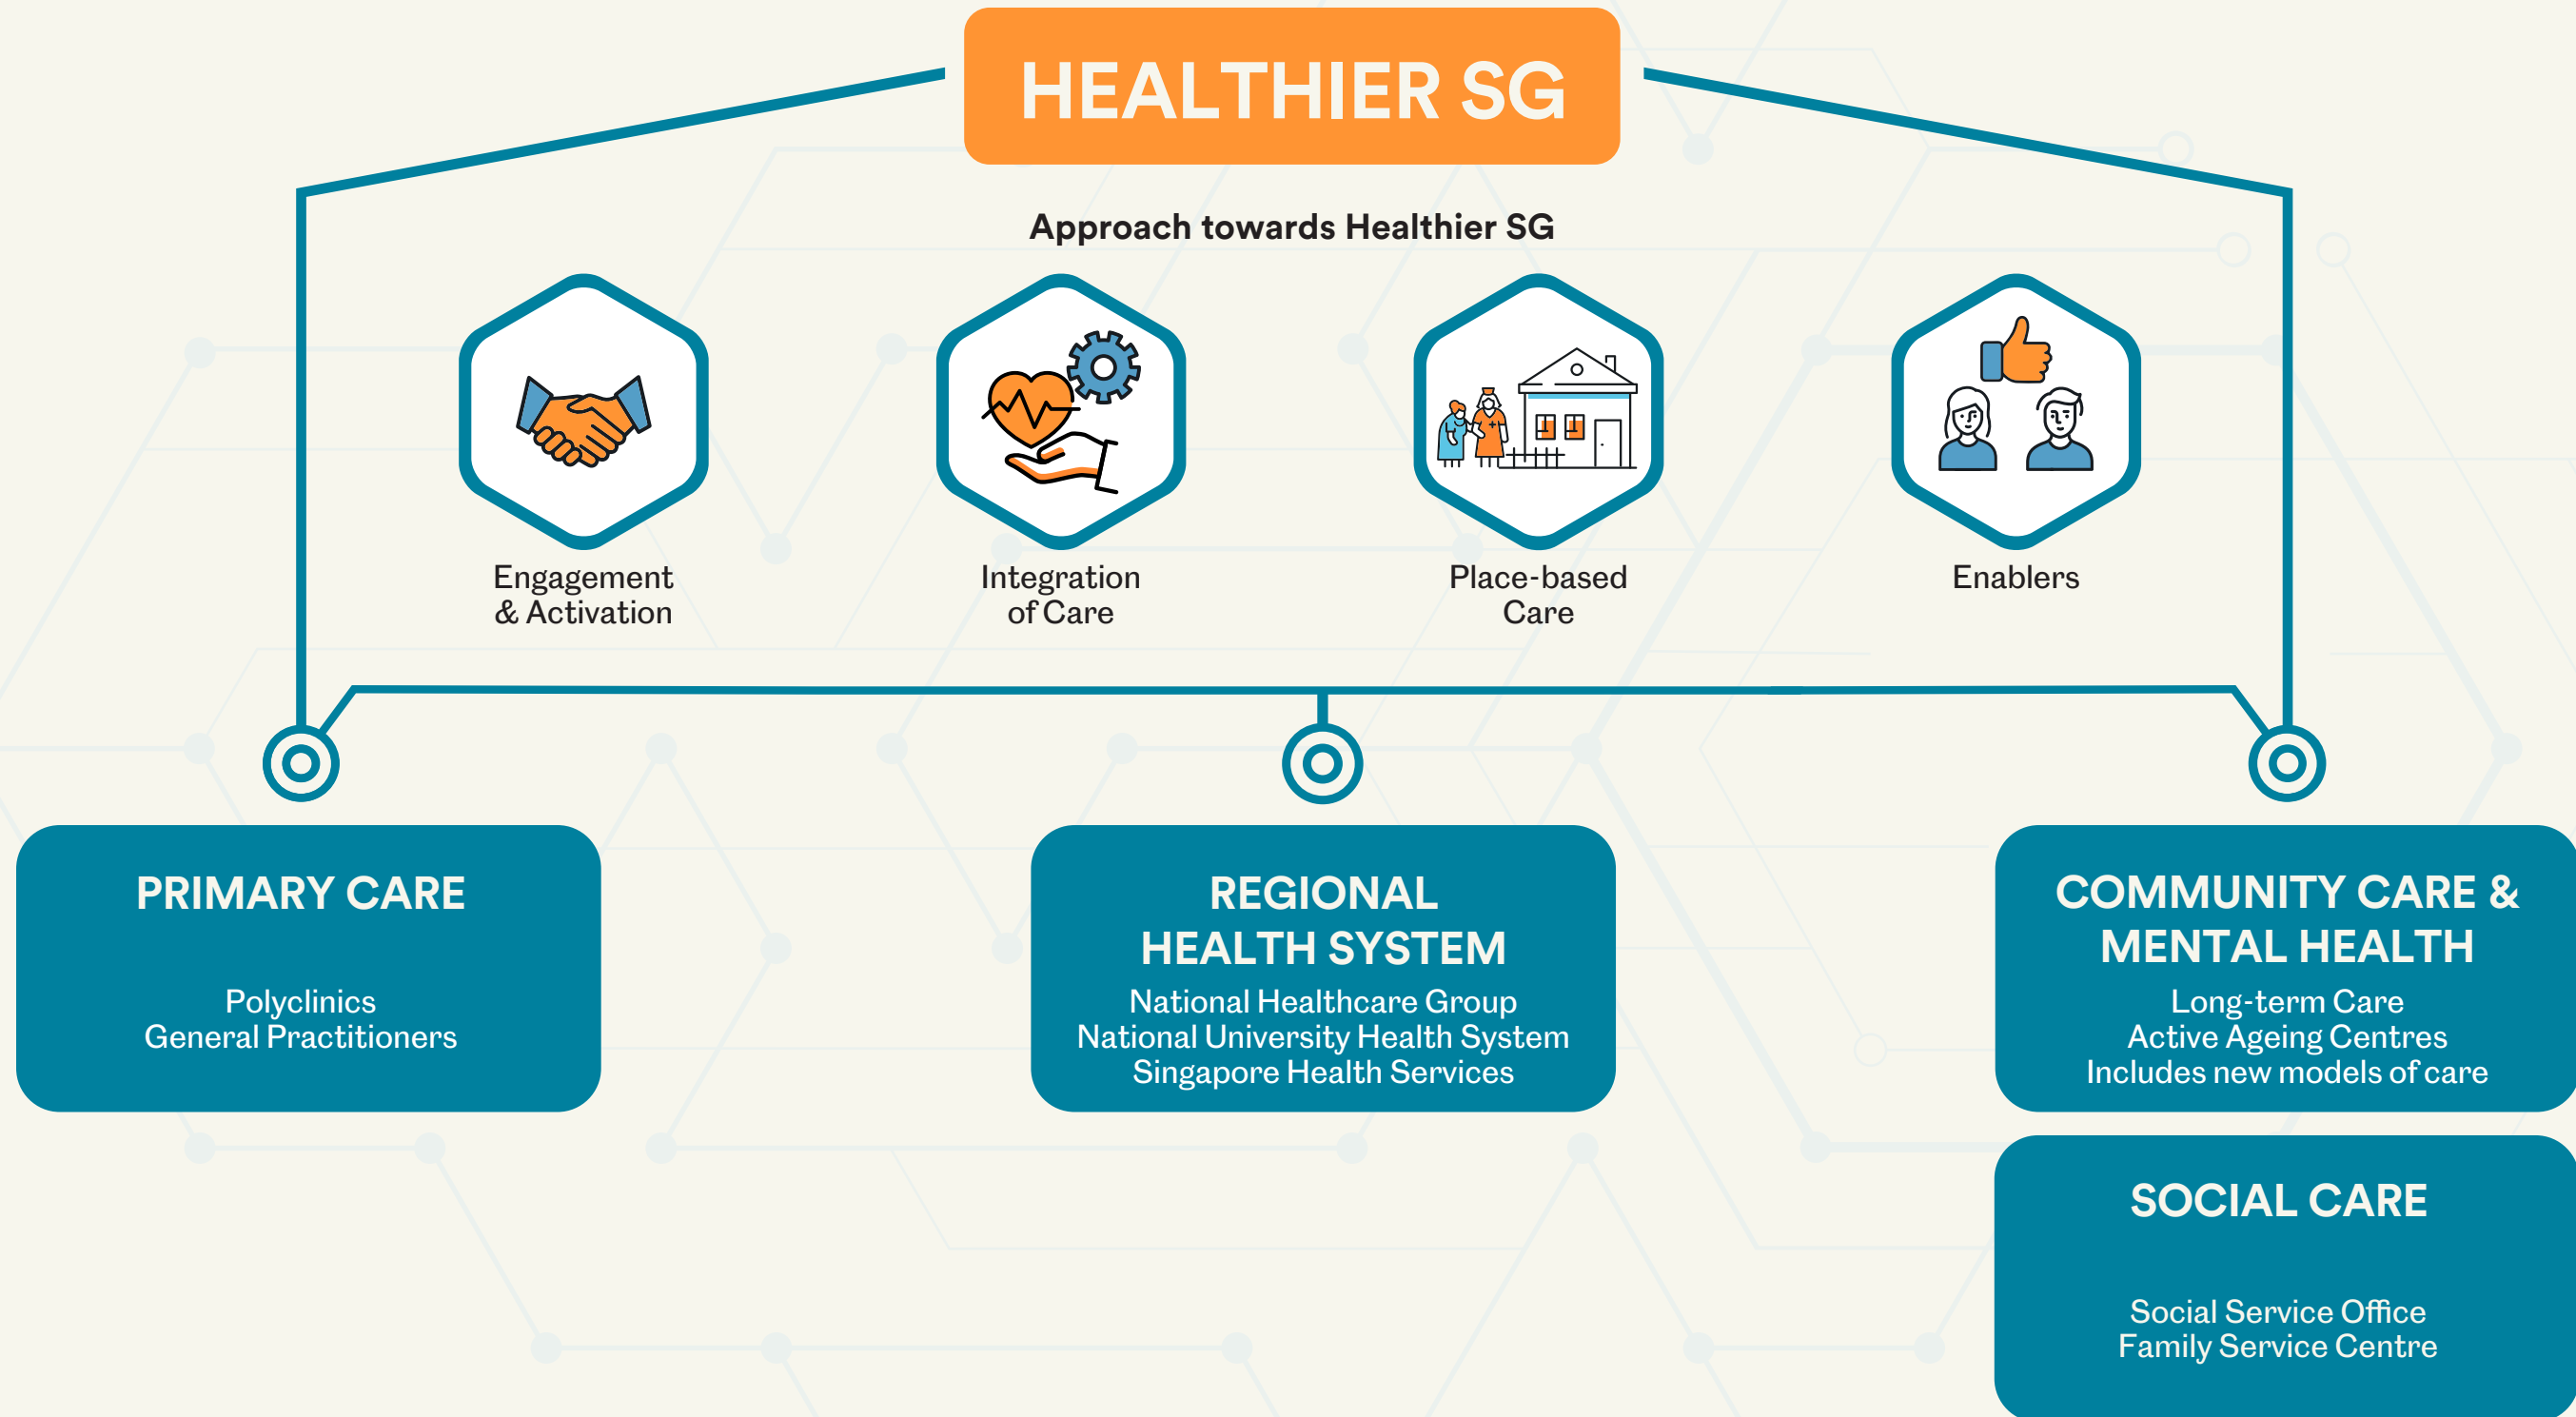 HEALTHIER SG
Approach towards Healthier SG
Engagement
& Activation
Integration
of Care
Place-based
Care
Enablers
PRIMARY CARE
Polyclinics
General Practitioners
REGIONAL
HEALTH SYSTEM
National Healthcare Group
National University Health System
Singapore Health Services
COMMUNITY CARE &
MENTAL HEALTH
Long-term Care
Active Ageing Centres
Includes new models of care
SOCIAL CARE
Social Service Office
Family Service Centre